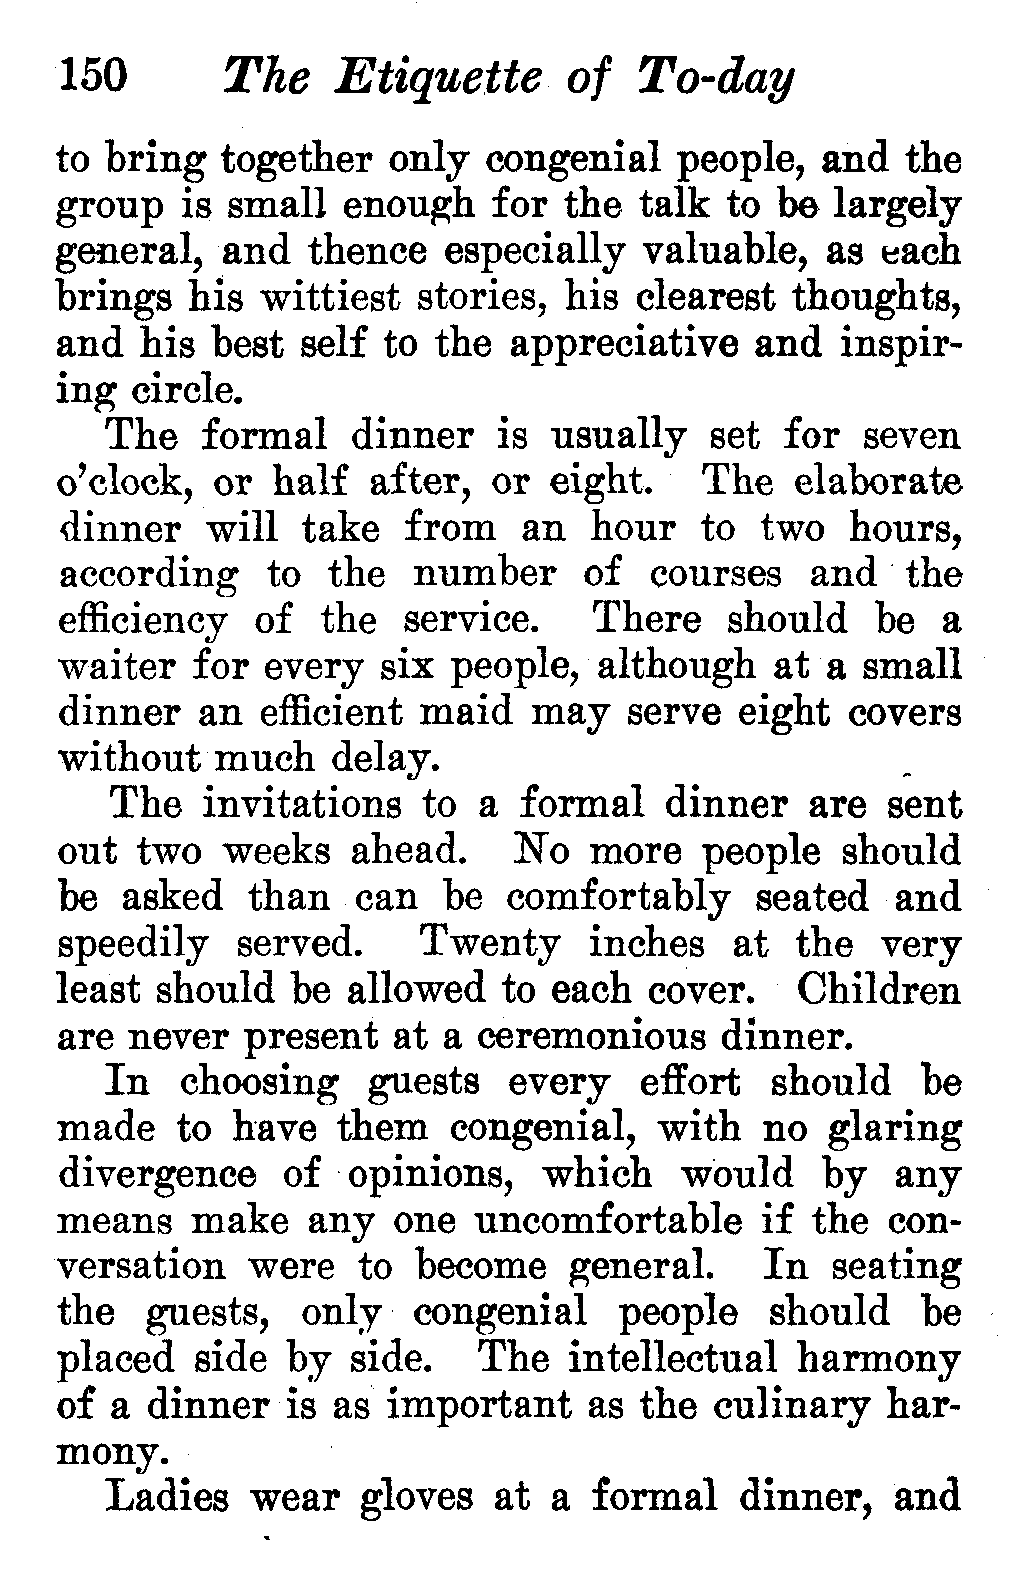 150 The Etiquette of To-day
to bring together only congenial people, and the
group is small enough for the talk to be largely
general, and thence especially valuable, as each
brings his wittiest stories, his clearest thoughts,
and his best self to the appreciative and inspir-
ing circle.
The formal dinner is usually set for seven
o'clock, or half after, or eight. The elaborate
dinner will take from an hour to two hours,
according to the number of courses and the
efficiency of the service. There should be a
waiter for every six people, although at a small
dinner an efficient maid may serve eight covers
without much delay.
The invitations to a formal dinner are sent
out two weeks ahead. No more people should
be asked than can be comfortably seated and
speedily served. Twenty inches at the very
least should be allowed to each cover. Children
are never present at a ceremonious dinner.
In choosing guests every effort should be
made to have them congenial, with no glaring
divergence of opinions, which would by any
means make any one uncomfortable if the con-
versation were to become general. In seating
the guests, only congenial people should be
placed side by side. The intellectual harmony
of a dinner is as important as the culinary har-
mony.
Ladies wear gloves at a formal dinner, and